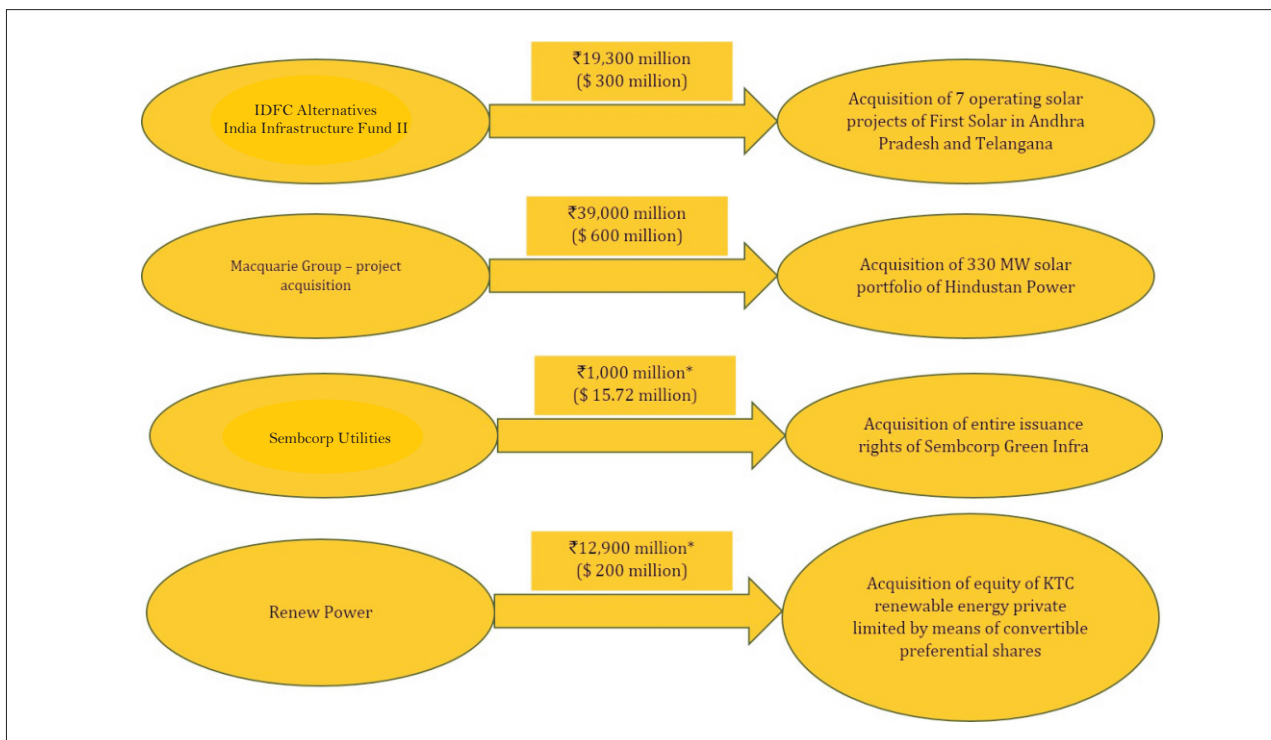 IDFC Alternatives
India Infrastructure Fund II
₹19,300 million
($ 300 million)
Acquisition of 7 operating solar
projects of First Solar in Andhra
Pradesh and Telangana
Macquarie Group – project
acquisition
₹39,000 million
($ 600 million)
Acquisition of 330 MW solar
portfolio of Hindustan Power
Sembcorp Utilities
₹1,000 million*
($ 15.72 million)
Acquisition of entire issuance
rights of Sembcorp Green Infra
Renew Power
₹12,900 million*
($ 200 million)
Acquisition of equity of KTC
renewable energy private
limited by means of convertible
preferential shares